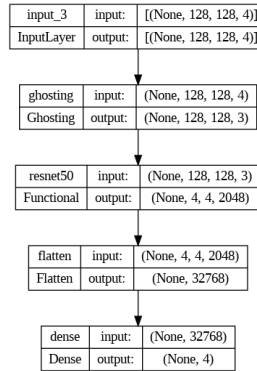 input_3 input: [(None, 128, 128, 4)]
InputLayer output: [(None, 128, 128, 4)]
ghosting input: (None, 128, 128, 4)
Ghosting output: (None, 128, 128, 3)
resnet50 input: (None, 128, 128, 3)
Functional output: (None, 4, 4, 2048)
flatten input: (None, 4, 4, 2048)
Flatten output: (None, 32768)
dense input: (None, 32768)
Dense output: (None, 4)